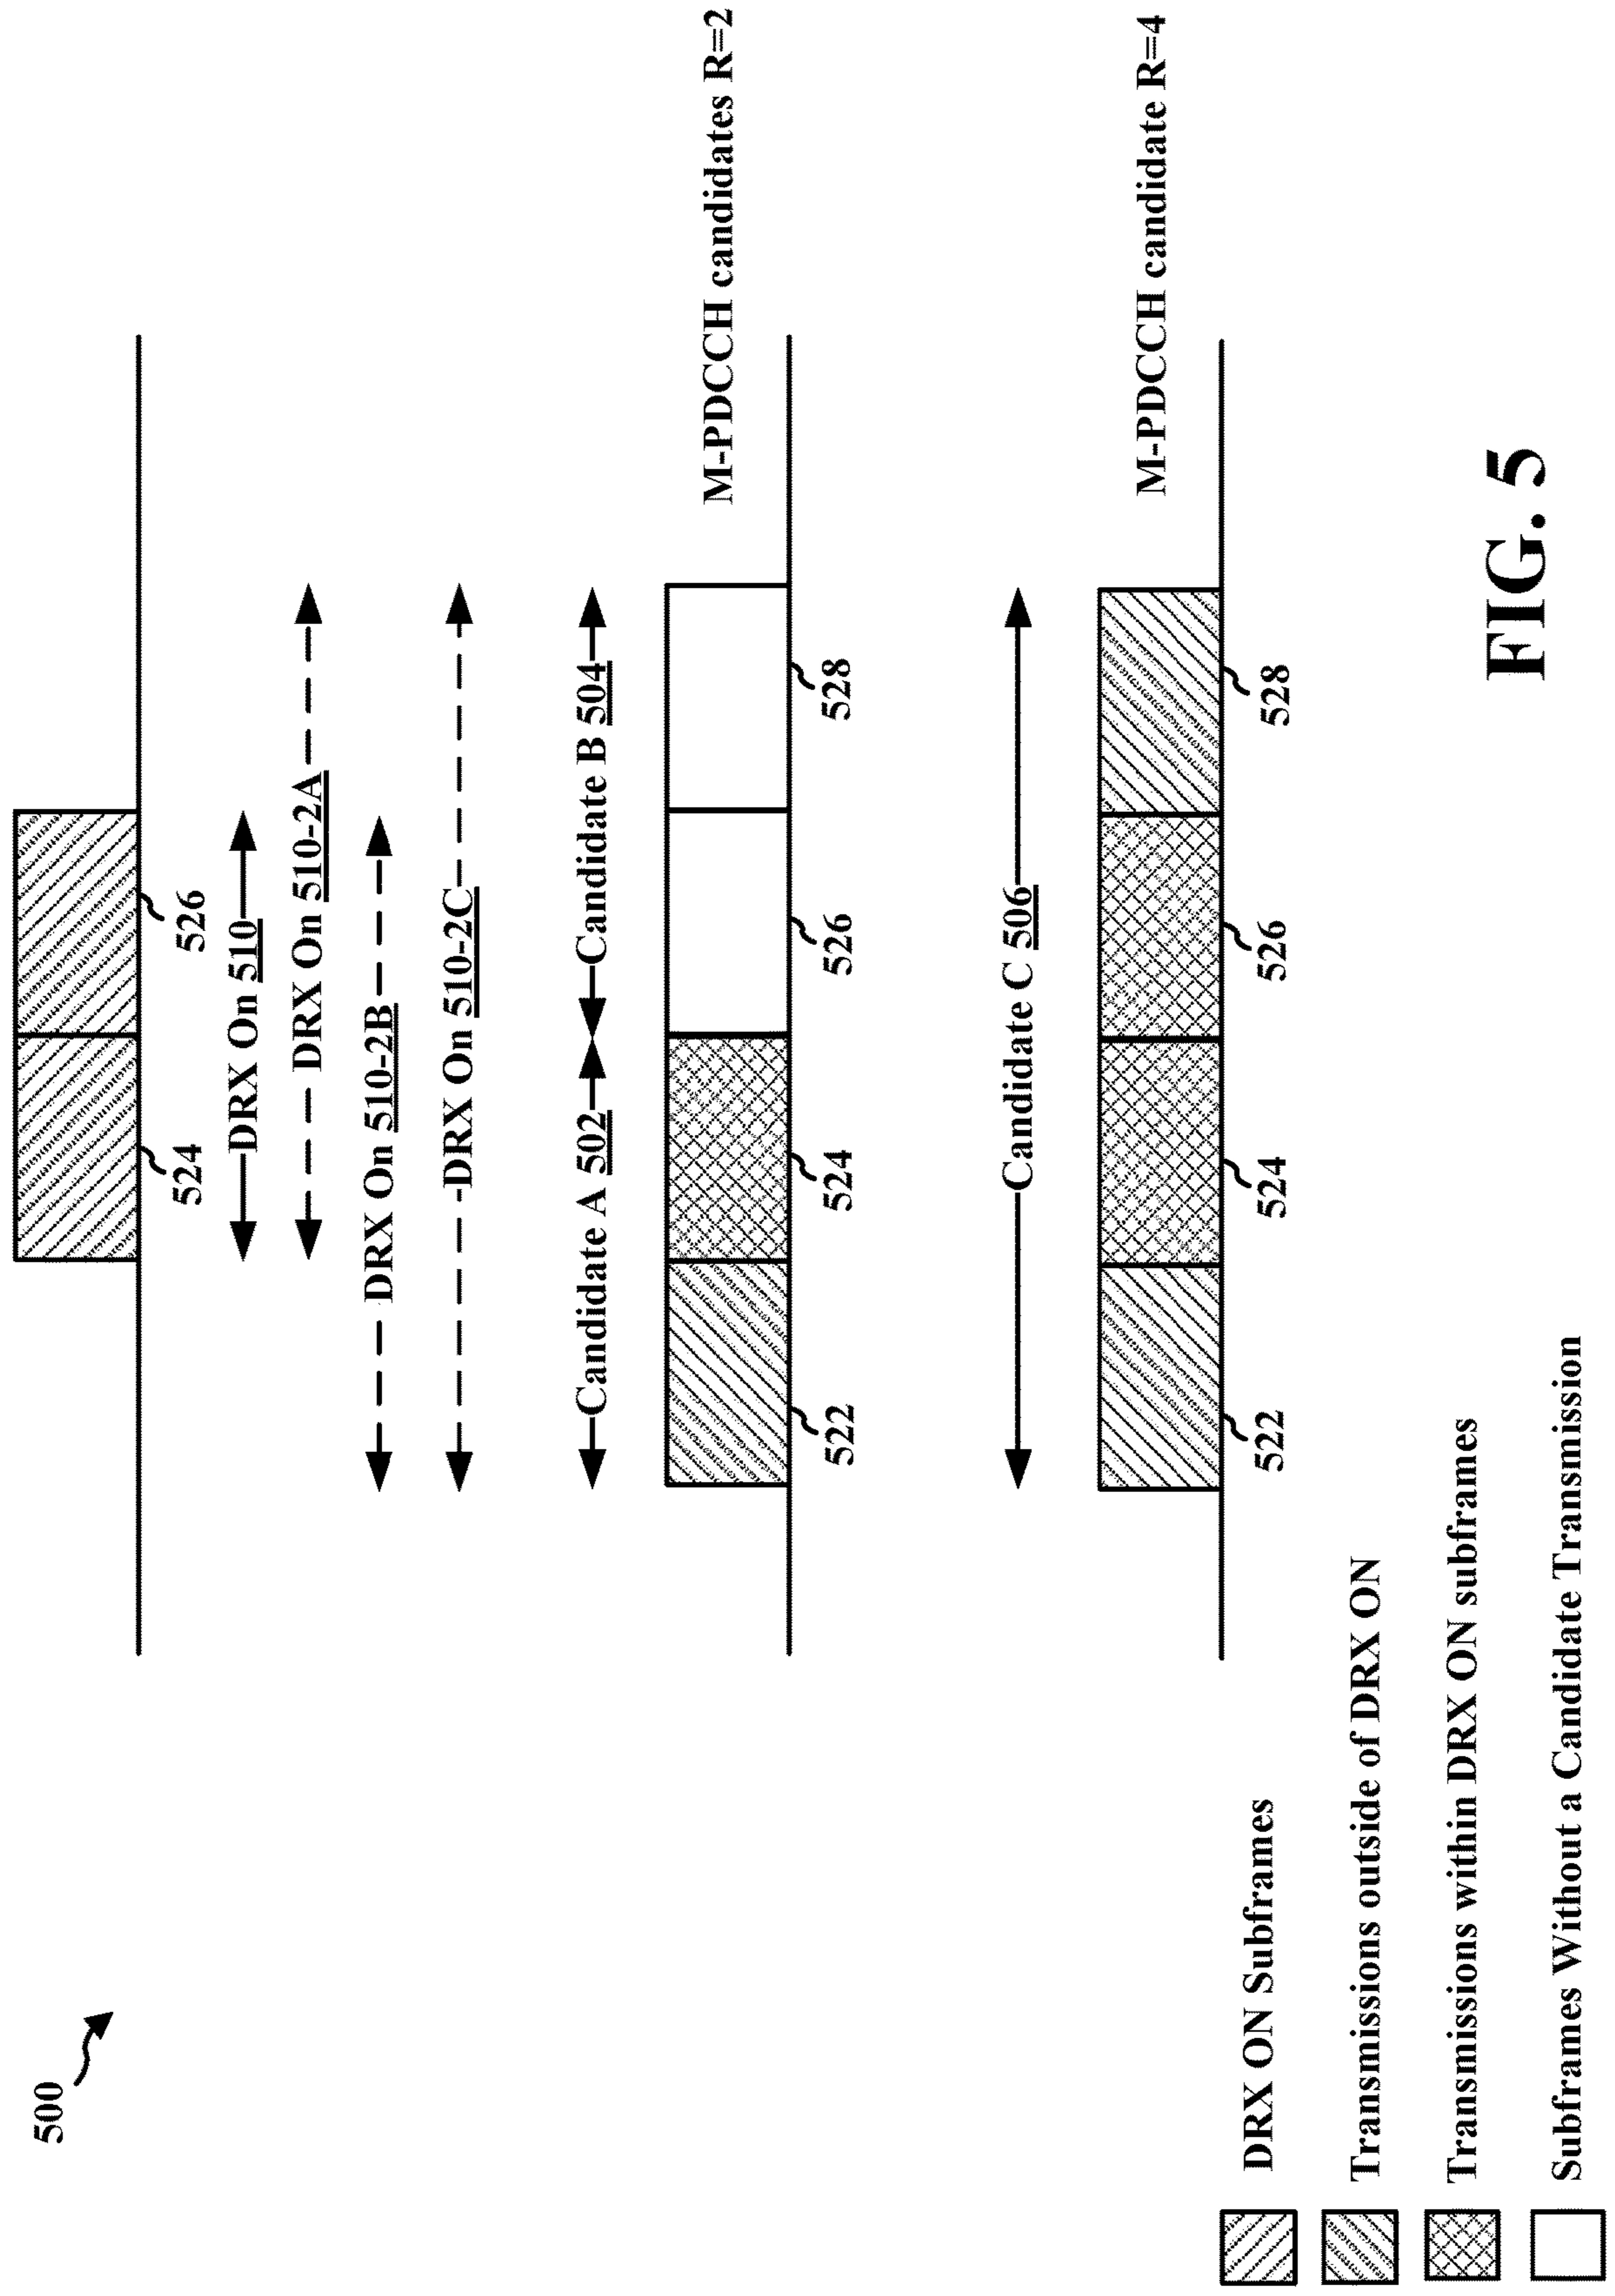 500
524
526
DRX On 510
DRX On 510-2A
DRX On 510-2B
DRX On 510-2C
Candidate A 502
Candidate B 504
M-PDCCH candidates R=2
522
524
526
528
Candidate C 506
M-PDCCH candidate R=4
522
524
526
528
DRX ON Subframes
Transmissions outside of DRX ON
Transmissions within DRX ON subframes
Subframes Without a Candidate Transmission
FIG. 5